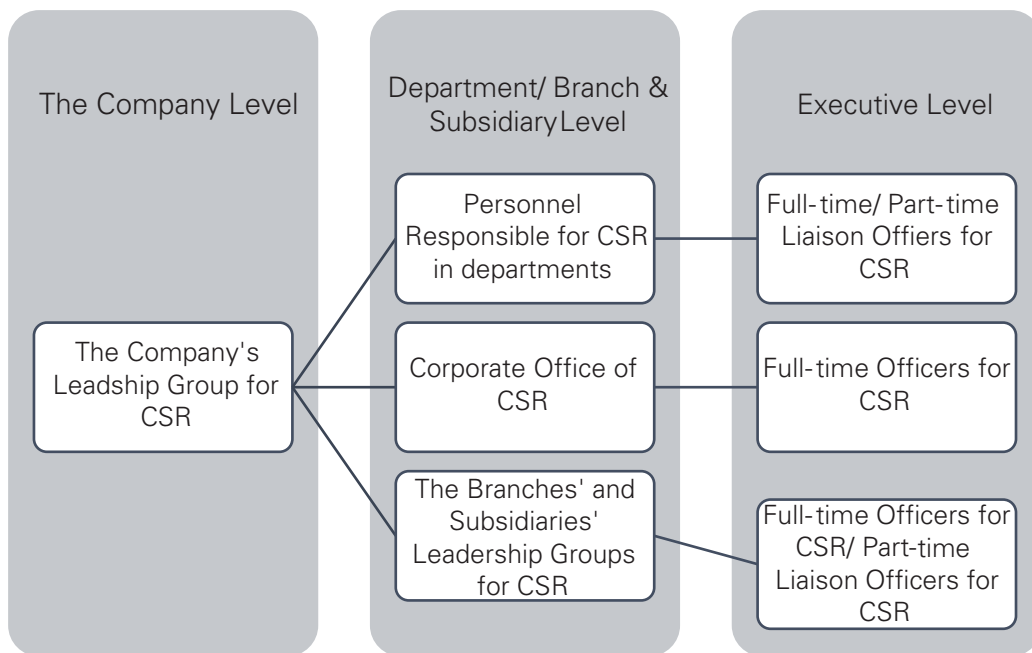 The Company Level
Department/ Branch &
Subsidiary Level
Executive Level
The Company's
Leadship Group for
CSR
Personnel
Responsible for CSR
in departments
Full-time/ Part-time
Liaison Offiers for
CSR
Corporate Office of
CSR
Full-time Officers for
CSR
The Branches' and
Subsidiaries'
Leadership Groups
for CSR
Full-time Officers for
CSR/ Part-time
Liaison Officers for
CSR